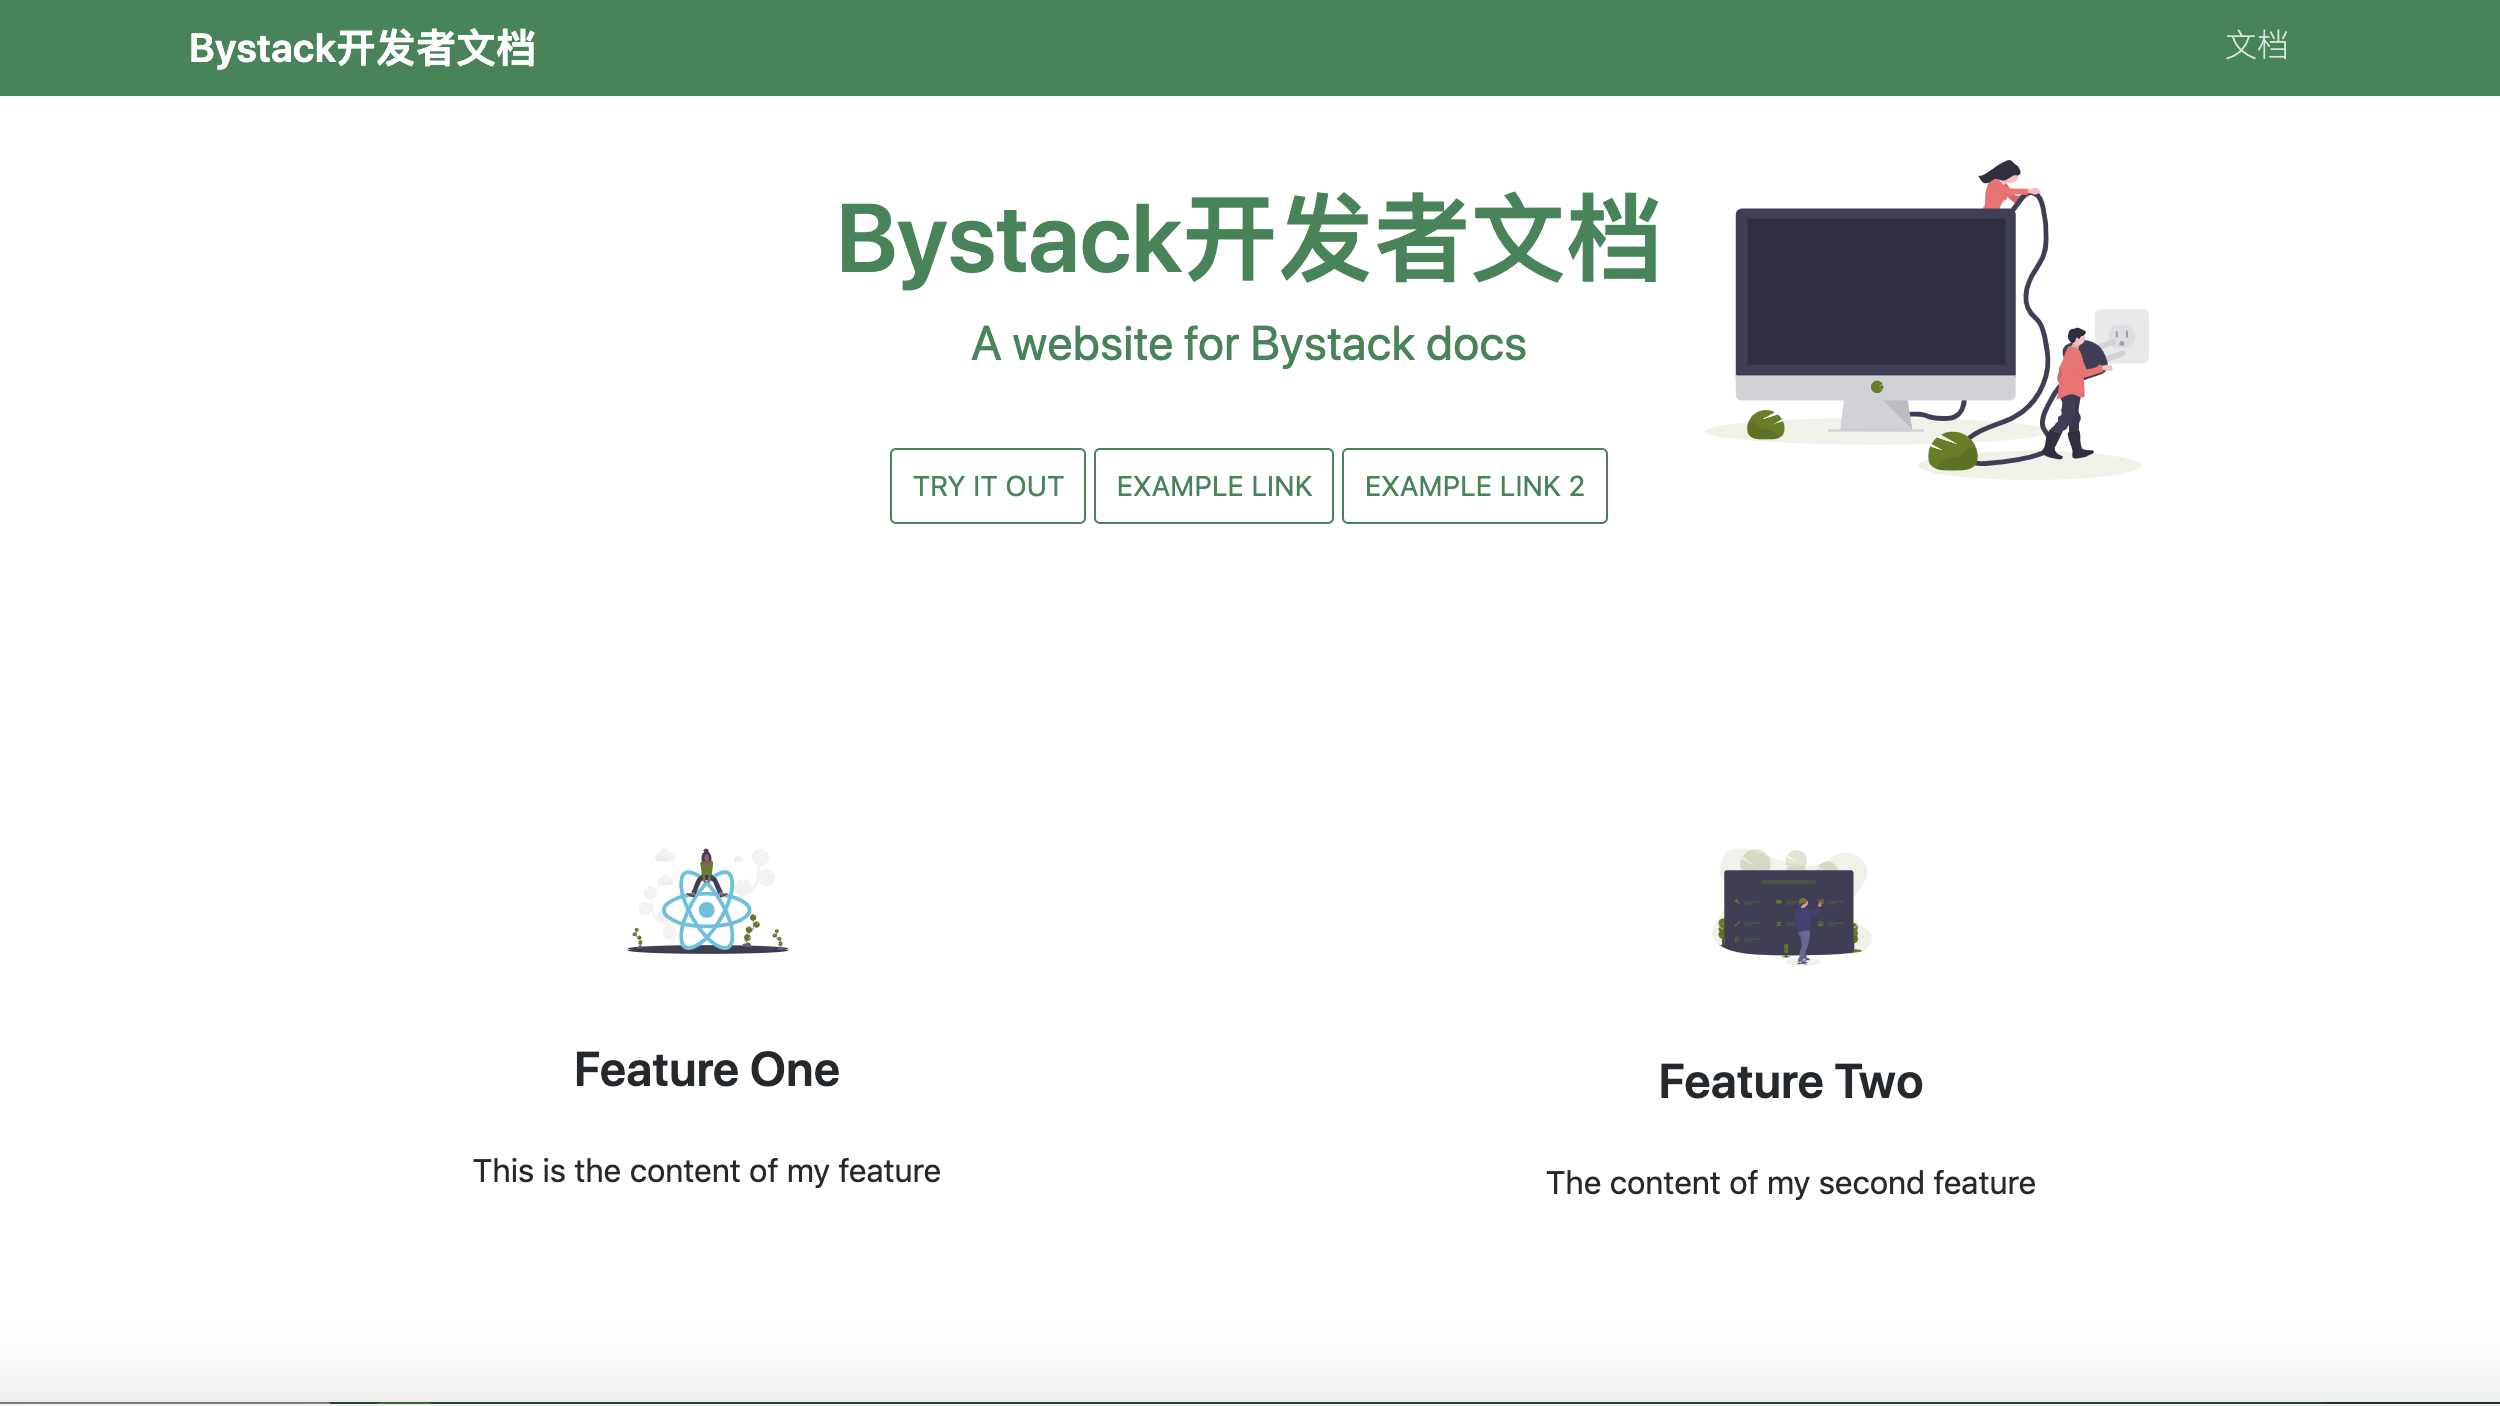 Bystack开发者文档
文档
Bystack开发者文档
A website for Bystack docs
TRY IT OUT
EXAMPLE LINK
EXAMPLE LINK 2
Feature One
This is the content of my feature
Feature Two
The content of my second feature